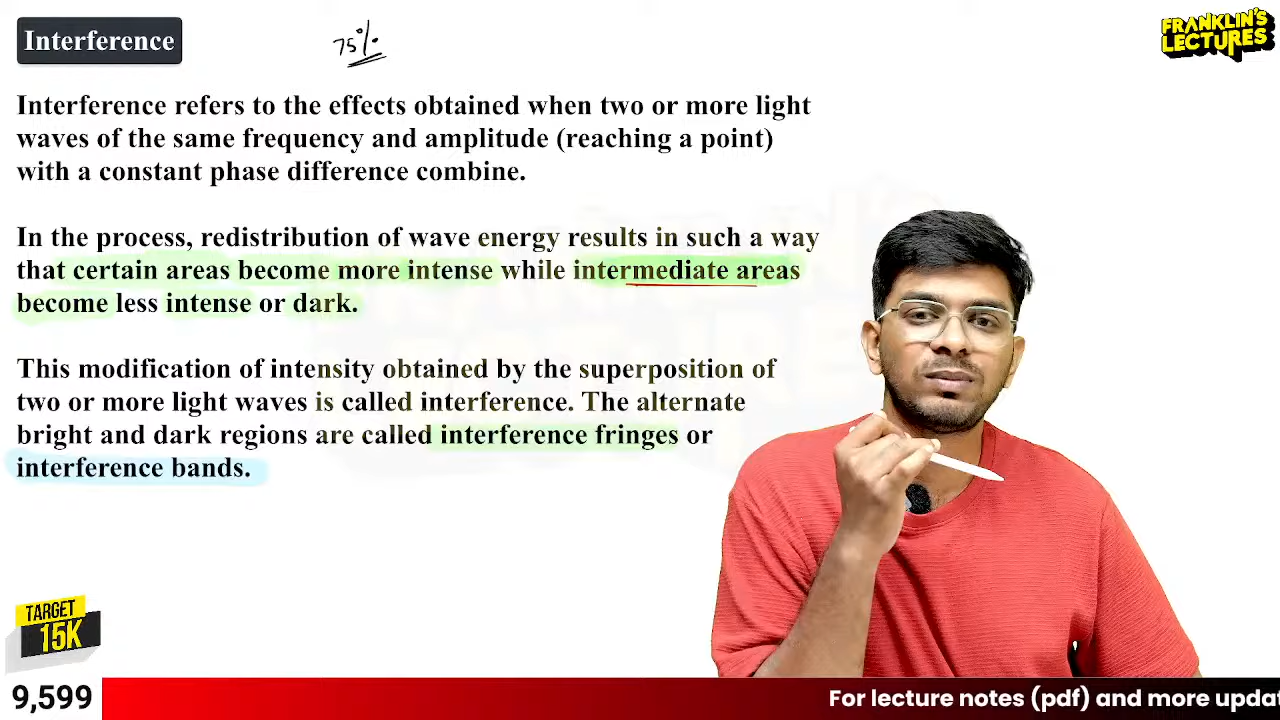 Interference
75%
FRANKLIN'S
LECTURES
Interference refers to the effects obtained when two or more light
waves of the same frequency and amplitude (reaching a point)
with a constant phase difference combine.
In the process, redistribution of wave energy results in such a way
that certain areas become more intense while intermediate areas
become less intense or dark.
This modification of intensity obtained by the superposition of
two or more light waves is called interference. The alternate
bright and dark regions are called interference fringes or
interference bands.
TARGET
15K
9,599
For lecture notes (pdf) and more upda